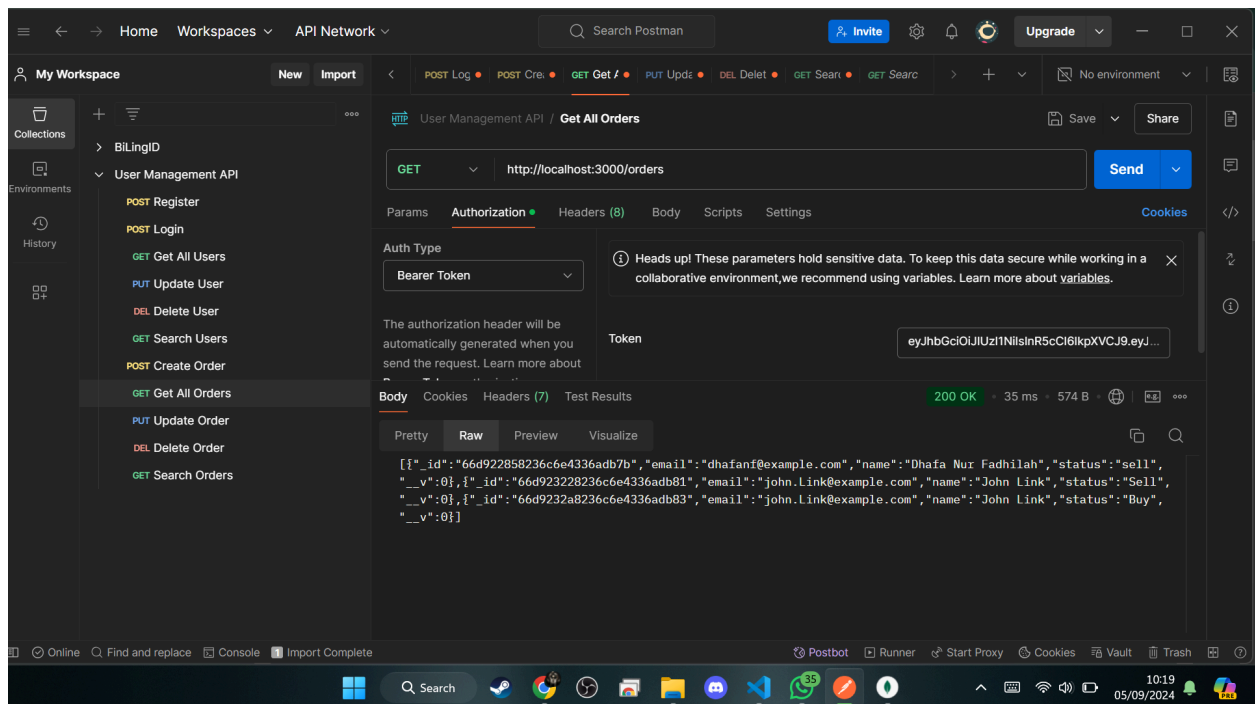 Home Workspaces API Network Search Postman Invite Upgrade
My Workspace New Import POST Log POST Cre GET Get PUT Upda DEL Delet GET Searc GET Searc No environment
Collections
HTTP User Management API / Get All Orders Save Share
BiLingID
GET http://localhost:3000/orders Send
Environments
User Management API
POST Register
Params Authorization Headers (8) Body Scripts Settings Cookies
POST Login
History
Auth Type
GET Get All Users
Bearer Token
Heads up! These parameters hold sensitive data. To keep this data secure while working in a
collaborative environment,we recommend using variables. Learn more about variables.
PUT Update User
DEL Delete User
The authorization header will be
automatically generated when you
send the request. Learn more about
GET Search Users
Token eyJhbGciOiJIUzI1NiIsInR5cCI6IkpXVCJ9.eyJ...
POST Create Order
GET Get All Orders
Body Cookies Headers (7) Test Results 200 OK 35 ms 574 B e.g.
PUT Update Order
Pretty Raw Preview Visualize
DEL Delete Order
GET Search Orders
[{"_id":"66d922858236c6e4336adb7b","email":"dhafanf@example.com","name":"Dhafa Nur Fadhilah","status":"sell",
"__v":0},{"_id":"66d923228236c6e4336adb81","email":"john.Link@example.com","name":"John Link","status":"Sell",
"__v":0},{"_id":"66d9232a8236c6e4336adb83","email":"john.Link@example.com","name":"John Link","status":"Buy",
"__v":0}]
Online Find and replace Console 1 Import Complete Postbot Runner Start Proxy Cookies Vault Trash
Search 35 10:19
05/09/2024 PRE